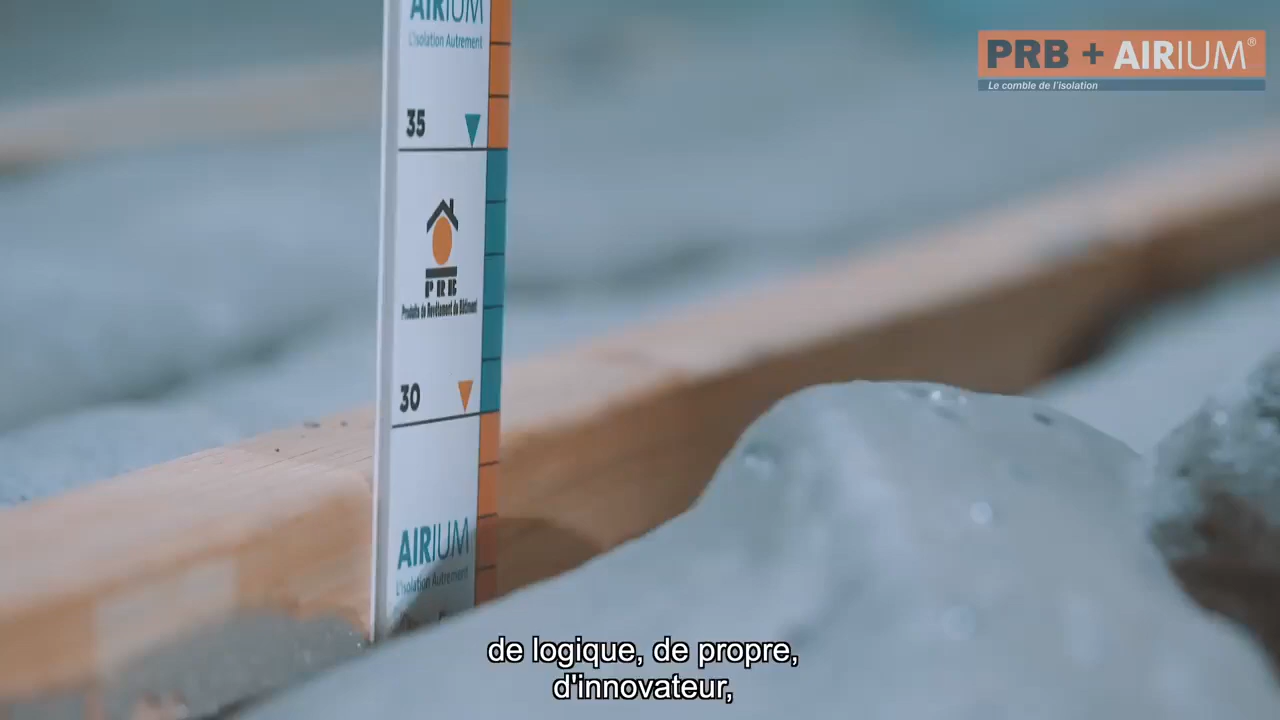 AIRIUM
L'Isolation Autrement
35
PRB
Produits de Revêtement du Bâtiment
30
AIRIUM
L'Isolation Autrement
PRB + AIRIUM®
Le comble de l'isolation
de logique, de propre,
d'innovateur,